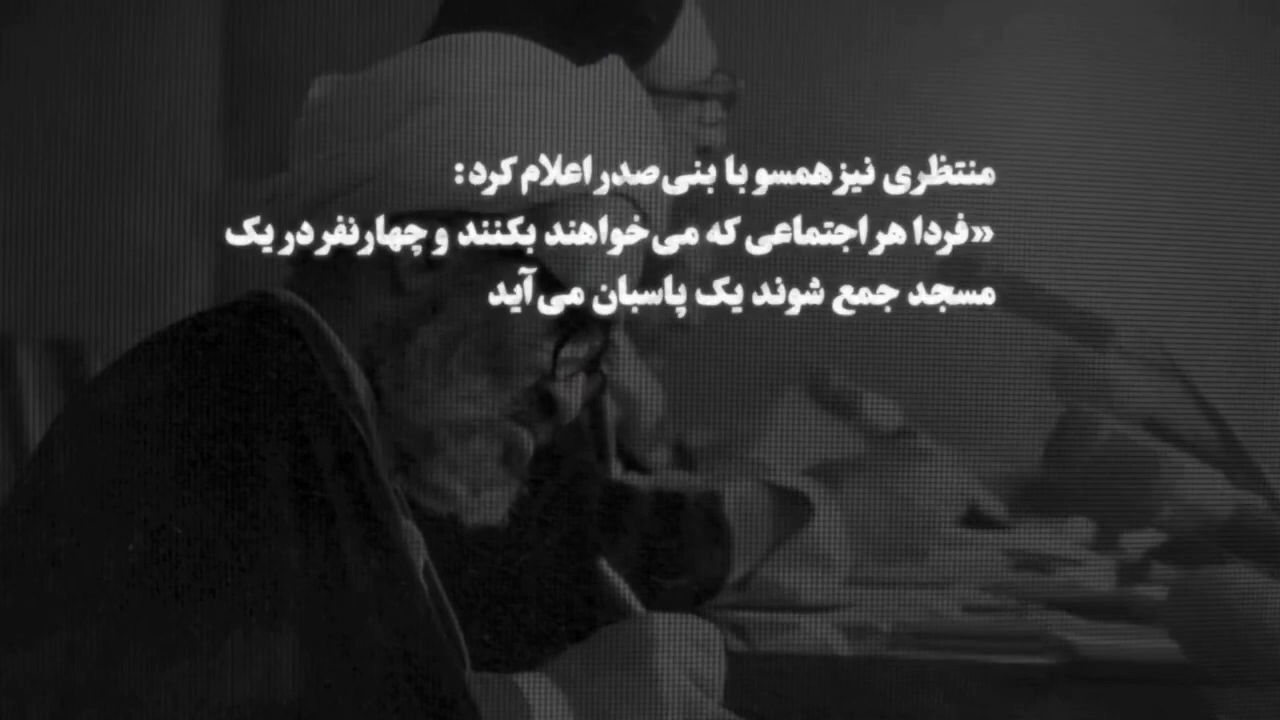 منتظری نیز همسو با بنی‌صدر اعلام کرد:
«فردا هر اجتماعی که می‌خواهند بکنند و چهار نفر در یک
مسجد جمع شوند یک پاسبان می‌آید